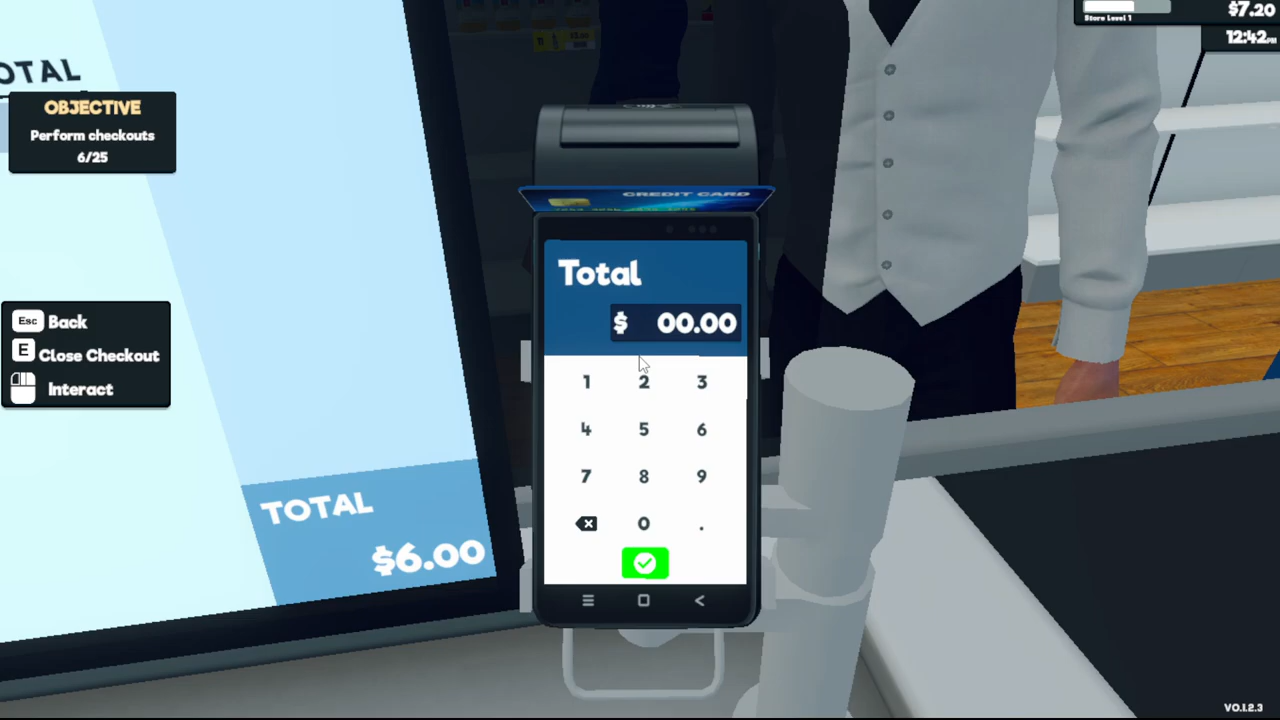 OTAL
OBJECTIVE
Perform checkouts
6/25
Esc Back
E Close Checkout
Interact
TOTAL
$6.00
CREDIT CARD
Total
$ 00.00
1 2 3
4 5 6
7 8 9
0 .
Store Level 1
$7.20
12:42PM
V0.1.2.3